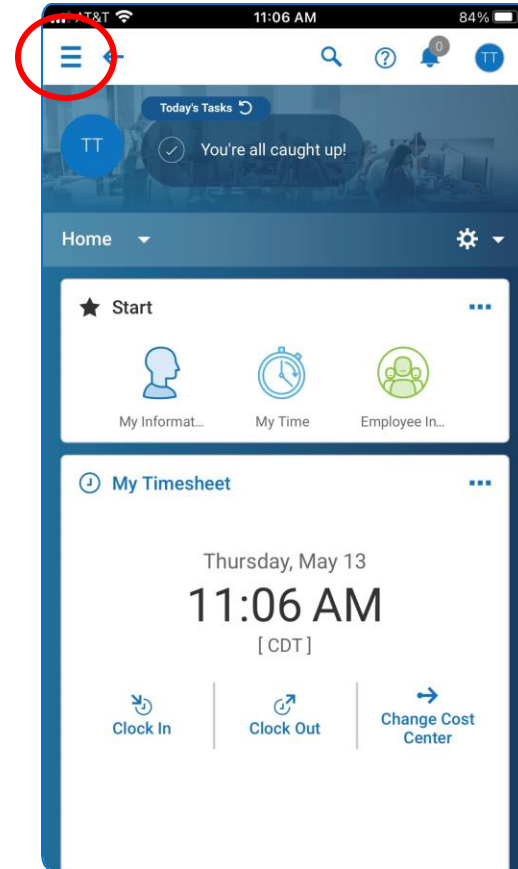 AT&T 11:06 AM 84%
0
TT
Today's Tasks
TT
You're all caught up!
Home
Start
My Informat...
My Time
Employee In...
My Timesheet
Thursday, May 13
11:06 AM
[ CDT ]
Clock In
Clock Out
Change Cost
Center